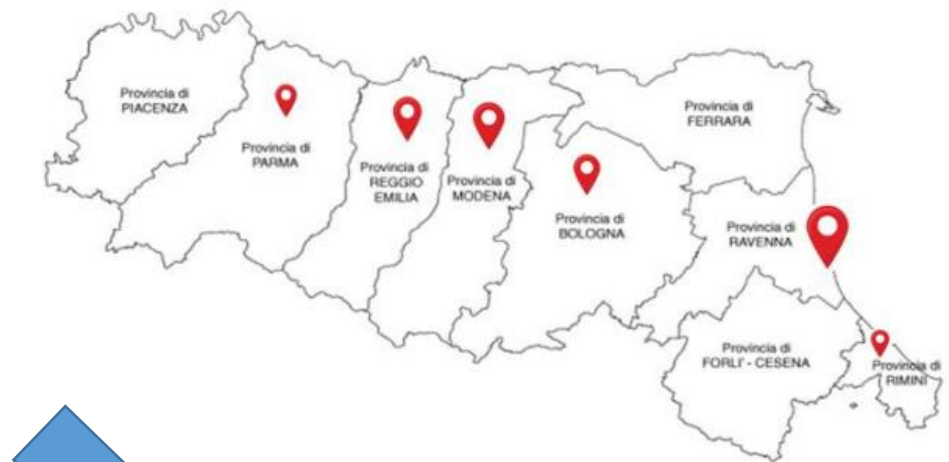 Provincia di
PIACENZA
Provincia di
PARMA
Provincia di
REGGIO
EMILIA
Provincia di
MODENA
Provincia di
BOLOGNA
Provincia di
FERRARA
Provincia di
RAVENNA
Provincia di
FORLI' - CESENA
Provincia di
RIMINI